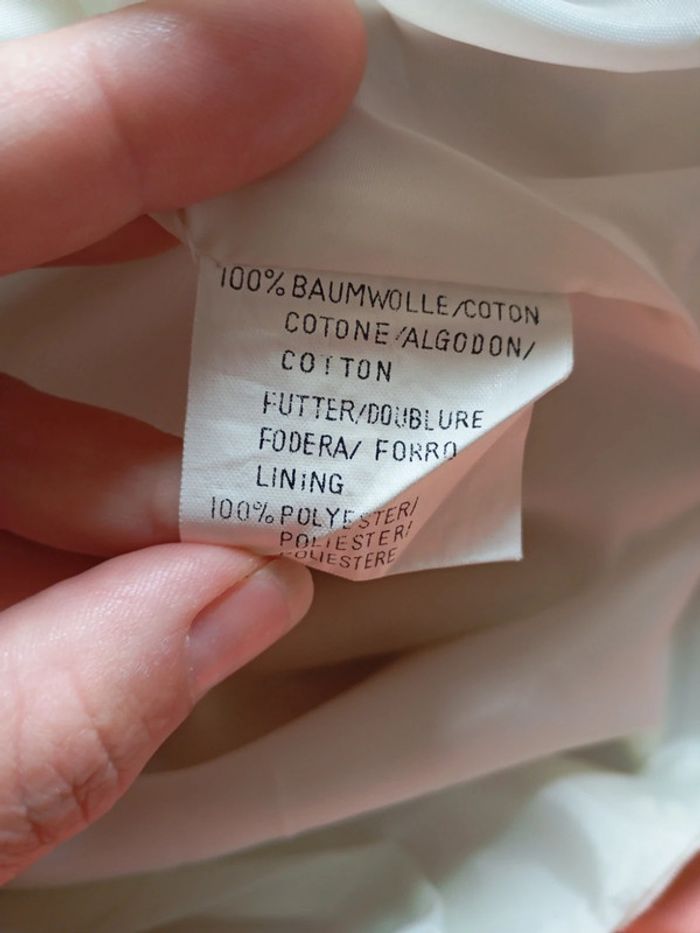 100% BAUMWOLLE/COTON
COTONE/ALGODON/
COTTON
FUTTER/DOUBLURE
FODERA/ FORRO
LINING
100% POLYESTER/
POLIESTER/
POLIESTERE